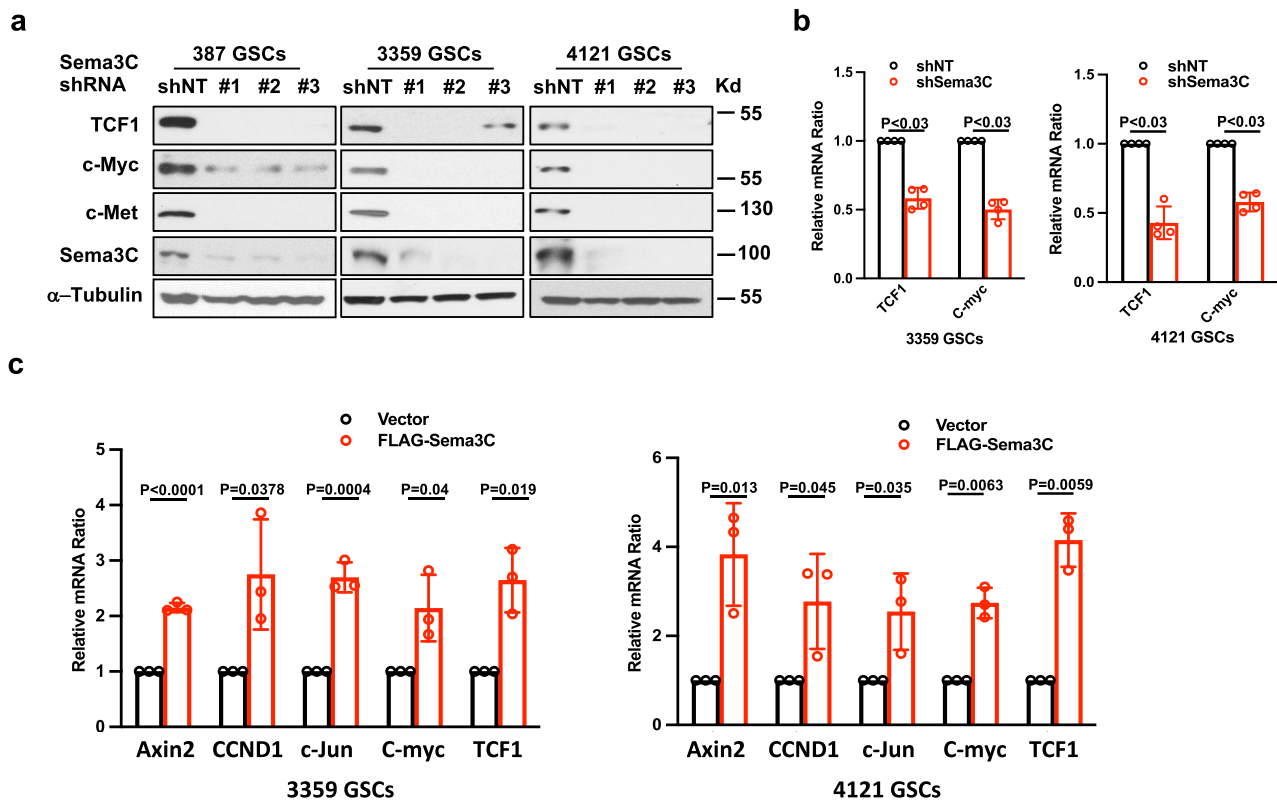 a
Sema3C
shRNA
387 GSCs
3359 GSCs
4121 GSCs
shNT #1 #2 #3
shNT #1 #2 #3
shNT #1 #2 #3
Kd
TCF1
55
c-Myc
55
c-Met
130
Sema3C
100
α–Tubulin
55
b
shNT
shSema3C
Relative mRNA Ratio
1.5
1.0
0.5
0.0
P<0.03
P<0.03
TCF1
C-myc
3359 GSCs
shNT
shSema3C
Relative mRNA Ratio
1.5
1.0
0.5
0.0
P<0.03
P<0.03
TCF1
C-myc
4121 GSCs
c
Vector
FLAG-Sema3C
Relative mRNA Ratio
5
4
3
2
1
0
P<0.0001
P=0.0378
P=0.0004
P=0.04
P=0.019
Axin2 CCND1 c-Jun C-myc TCF1
3359 GSCs
Vector
FLAG-Sema3C
Relative mRNA Ratio
6
4
2
0
P=0.013
P=0.045
P=0.035
P=0.0063
P=0.0059
Axin2 CCND1 c-Jun C-myc TCF1
4121 GSCs